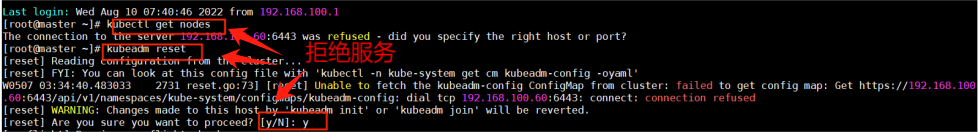 Last login: Wed Aug 10 07:40:46 2022 from 192.168.100.1
[root@master ~]# kubectl get nodes
The connection to the server 192.168.100.60:6443 was refused - did you specify the right host or port?
[root@master ~]# kubeadm reset
拒绝服务
[reset] Reading configuration from the cluster...
[reset] FYI: You can look at this config file with 'kubectl -n kube-system get cm kubeadm-config -oyaml'
W0507 03:34:40.483033 2731 reset.go:73] [reset] Unable to fetch the kubeadm-config ConfigMap from cluster: failed to get config map: Get https://192.168.100
.60:6443/api/v1/namespaces/kube-system/configmaps/kubeadm-config: dial tcp 192.168.100.60:6443: connect: connection refused
[reset] WARNING: Changes made to this host by 'kubeadm init' or 'kubeadm join' will be reverted.
[reset] Are you sure you want to proceed? [y/N]: y